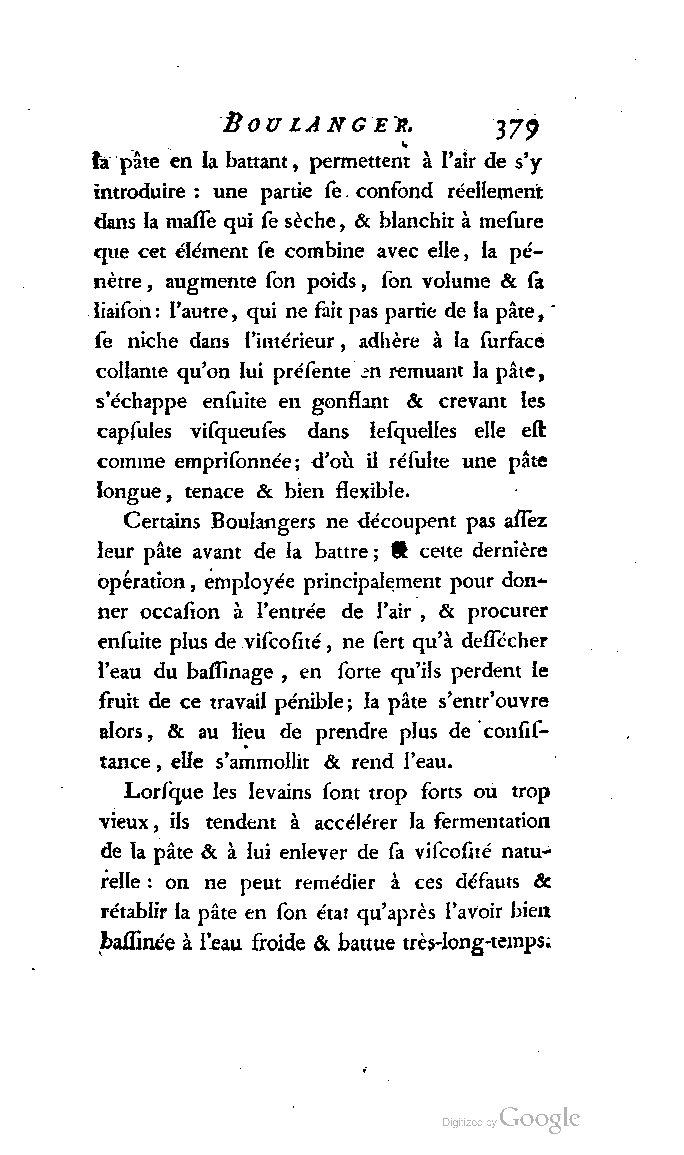 BOULANGER. 379
la pâte en la battant, permettent à l'air de s'y
introduire : une partie ſe confond réellement
dans la maſſe qui ſe sèche, & blanchit à meſure
que cet élément ſe combine avec elle, la pé-
nètre, augmente ſon poids, ſon volume & ſa
liaiſon : l'autre, qui ne fait pas partie de la pâte,
ſe niche dans l'intérieur, adhère à la ſurface
collante qu'on lui préſente en remuant la pâte,
s'échappe enſuite en gonflant & crevant les
capſules viſqueuſes dans leſquelles elle eſt
comme empriſonnée; d'où il réſulte une pâte
longue, tenace & bien flexible.
Certains Boulangers ne découpent pas aſſez
leur pâte avant de la battre; cette dernière
opération, employée principalement pour don-
ner occaſion à l'entrée de l'air, & procurer
enſuite plus de viſcoſité, ne ſert qu'à deſſécher
l'eau du baſſinage, en ſorte qu'ils perdent le
fruit de ce travail pénible; la pâte s'entr'ouvre
alors, & au lieu de prendre plus de conſiſ-
tance, elle s'ammollit & rend l'eau.
Lorſque les levains ſont trop forts ou trop
vieux, ils tendent à accélérer la fermentation
de la pâte & à lui enlever de ſa viſcoſité natu-
relle : on ne peut remédier à ces défauts &
rétablir la pâte en ſon état qu'après l'avoir bien
baſſinée à l'eau froide & battue très-long-temps.
Digitized by Google